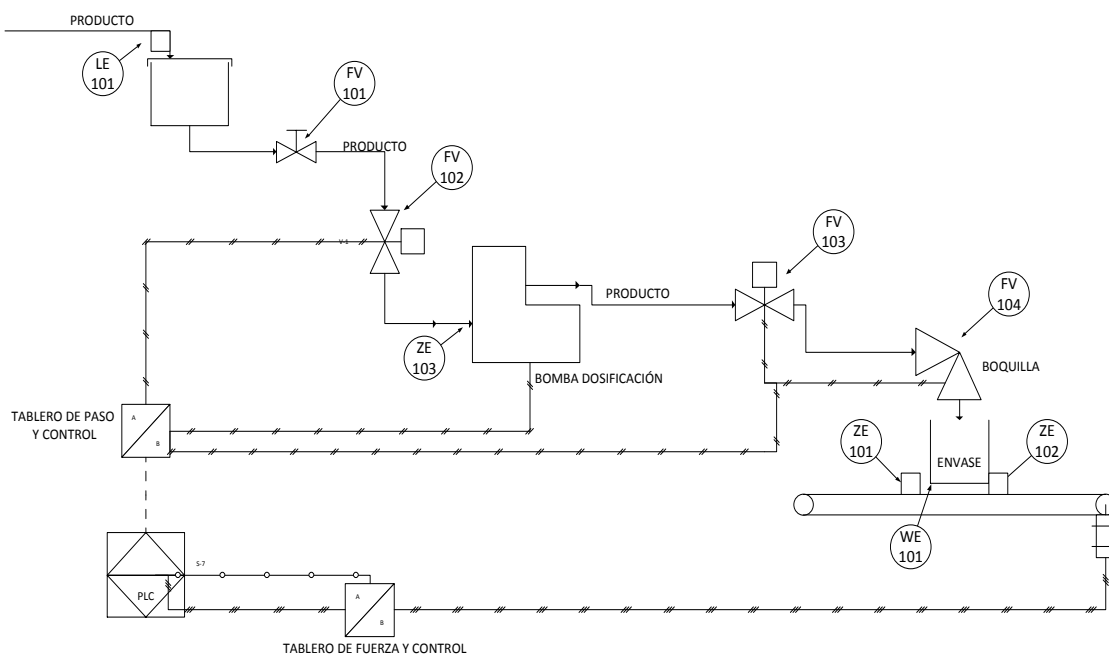 PRODUCTO
LE
101
FV
101
PRODUCTO
FV
102
V-1
FV
103
PRODUCTO
FV
104
ZE
103
BOQUILLA
BOMBA DOSIFICACIÓN
TABLERO DE PASO
Y CONTROL
A
B
ZE
101
ENVASE
ZE
102
WE
101
S-7
PLC
A
B
TABLERO DE FUERZA Y CONTROL